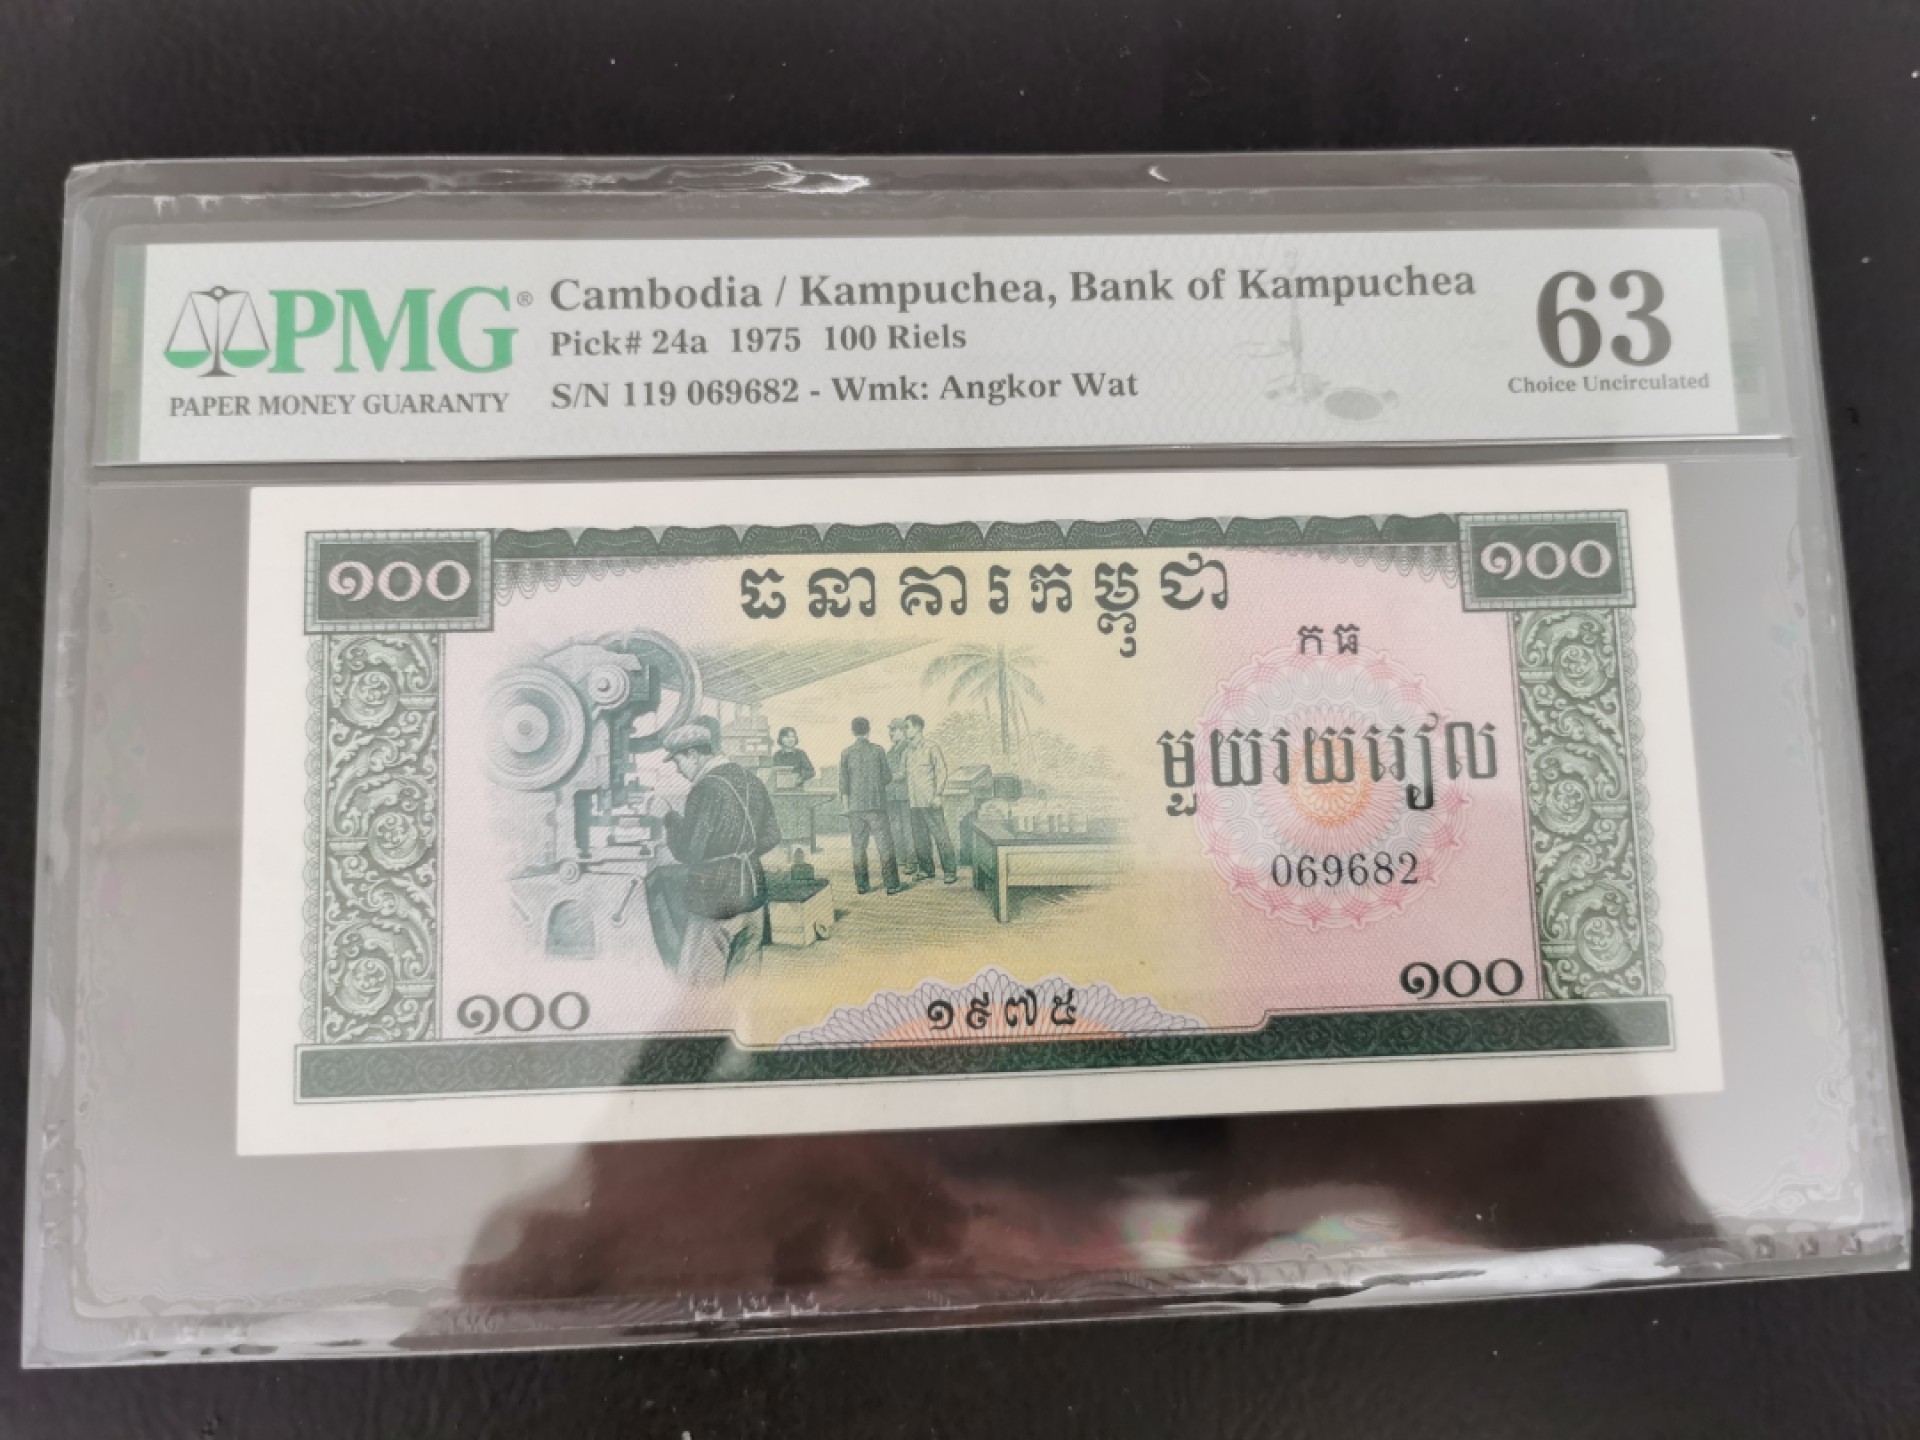 PMG®
PAPER MONEY GUARANTY
Cambodia / Kampuchea, Bank of Kampuchea
Pick# 24a 1975 100 Riels
S/N 119 069682 - Wmk: Angkor Wat
63
Choice Uncirculated
១០០
១០០
ធនាគារកម្ពុជា
កធ
មួយរយរៀល
069682
១០០
១០០
១៩៧៥